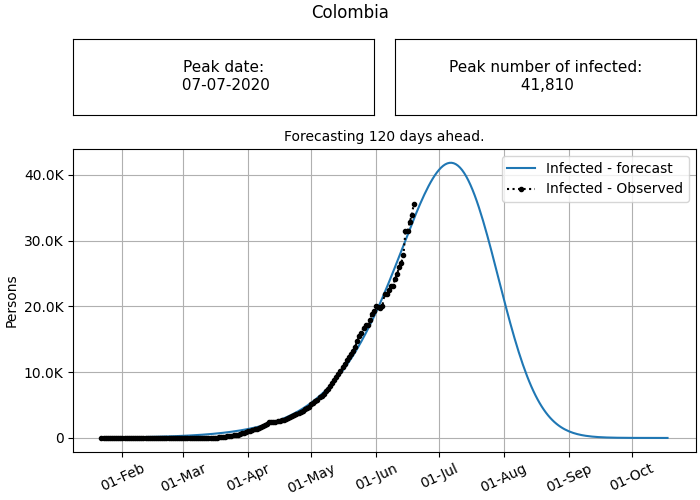 Colombia
Peak date:
07-07-2020
Peak number of infected:
41,810
Forecasting 120 days ahead.
Infected - forecast
Infected - Observed
Persons
40.0K
30.0K
20.0K
10.0K
0
01-Feb
01-Mar
01-Apr
01-May
01-Jun
01-Jul
01-Aug
01-Sep
01-Oct